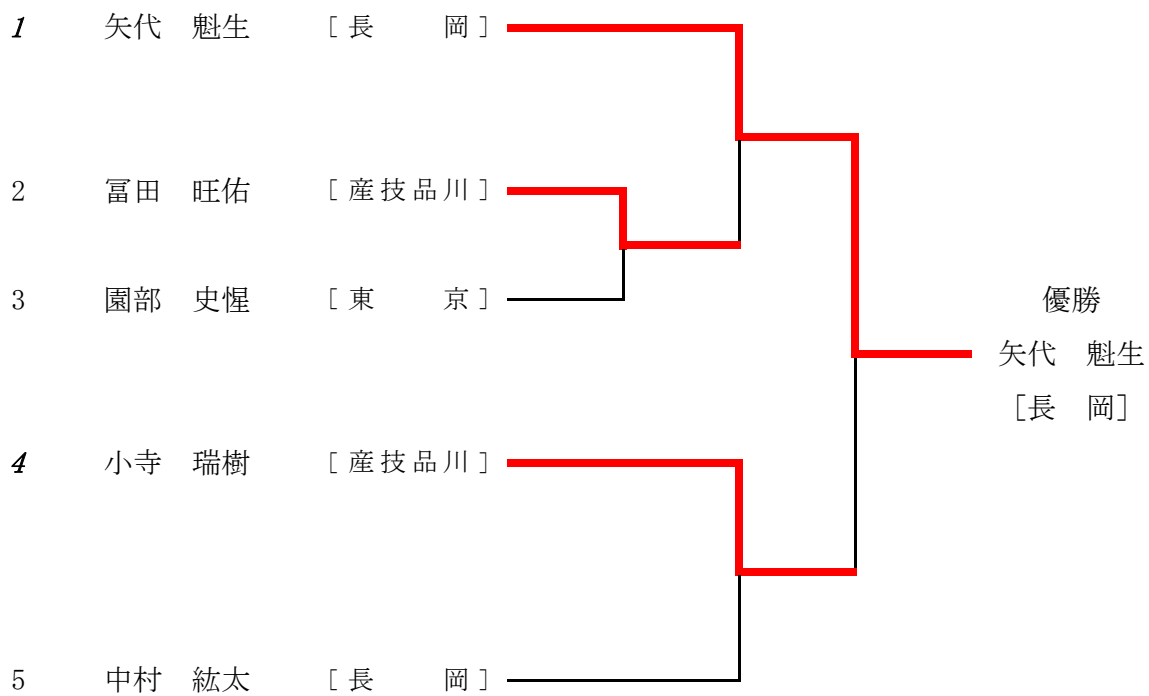 1 矢代 魁生 [長 岡]
2 冨田 旺佑 [産技品川]
3 園部 史惺 [東 京]
優勝
矢代 魁生
[長 岡]
4 小寺 瑞樹 [産技品川]
5 中村 紘太 [長 岡]